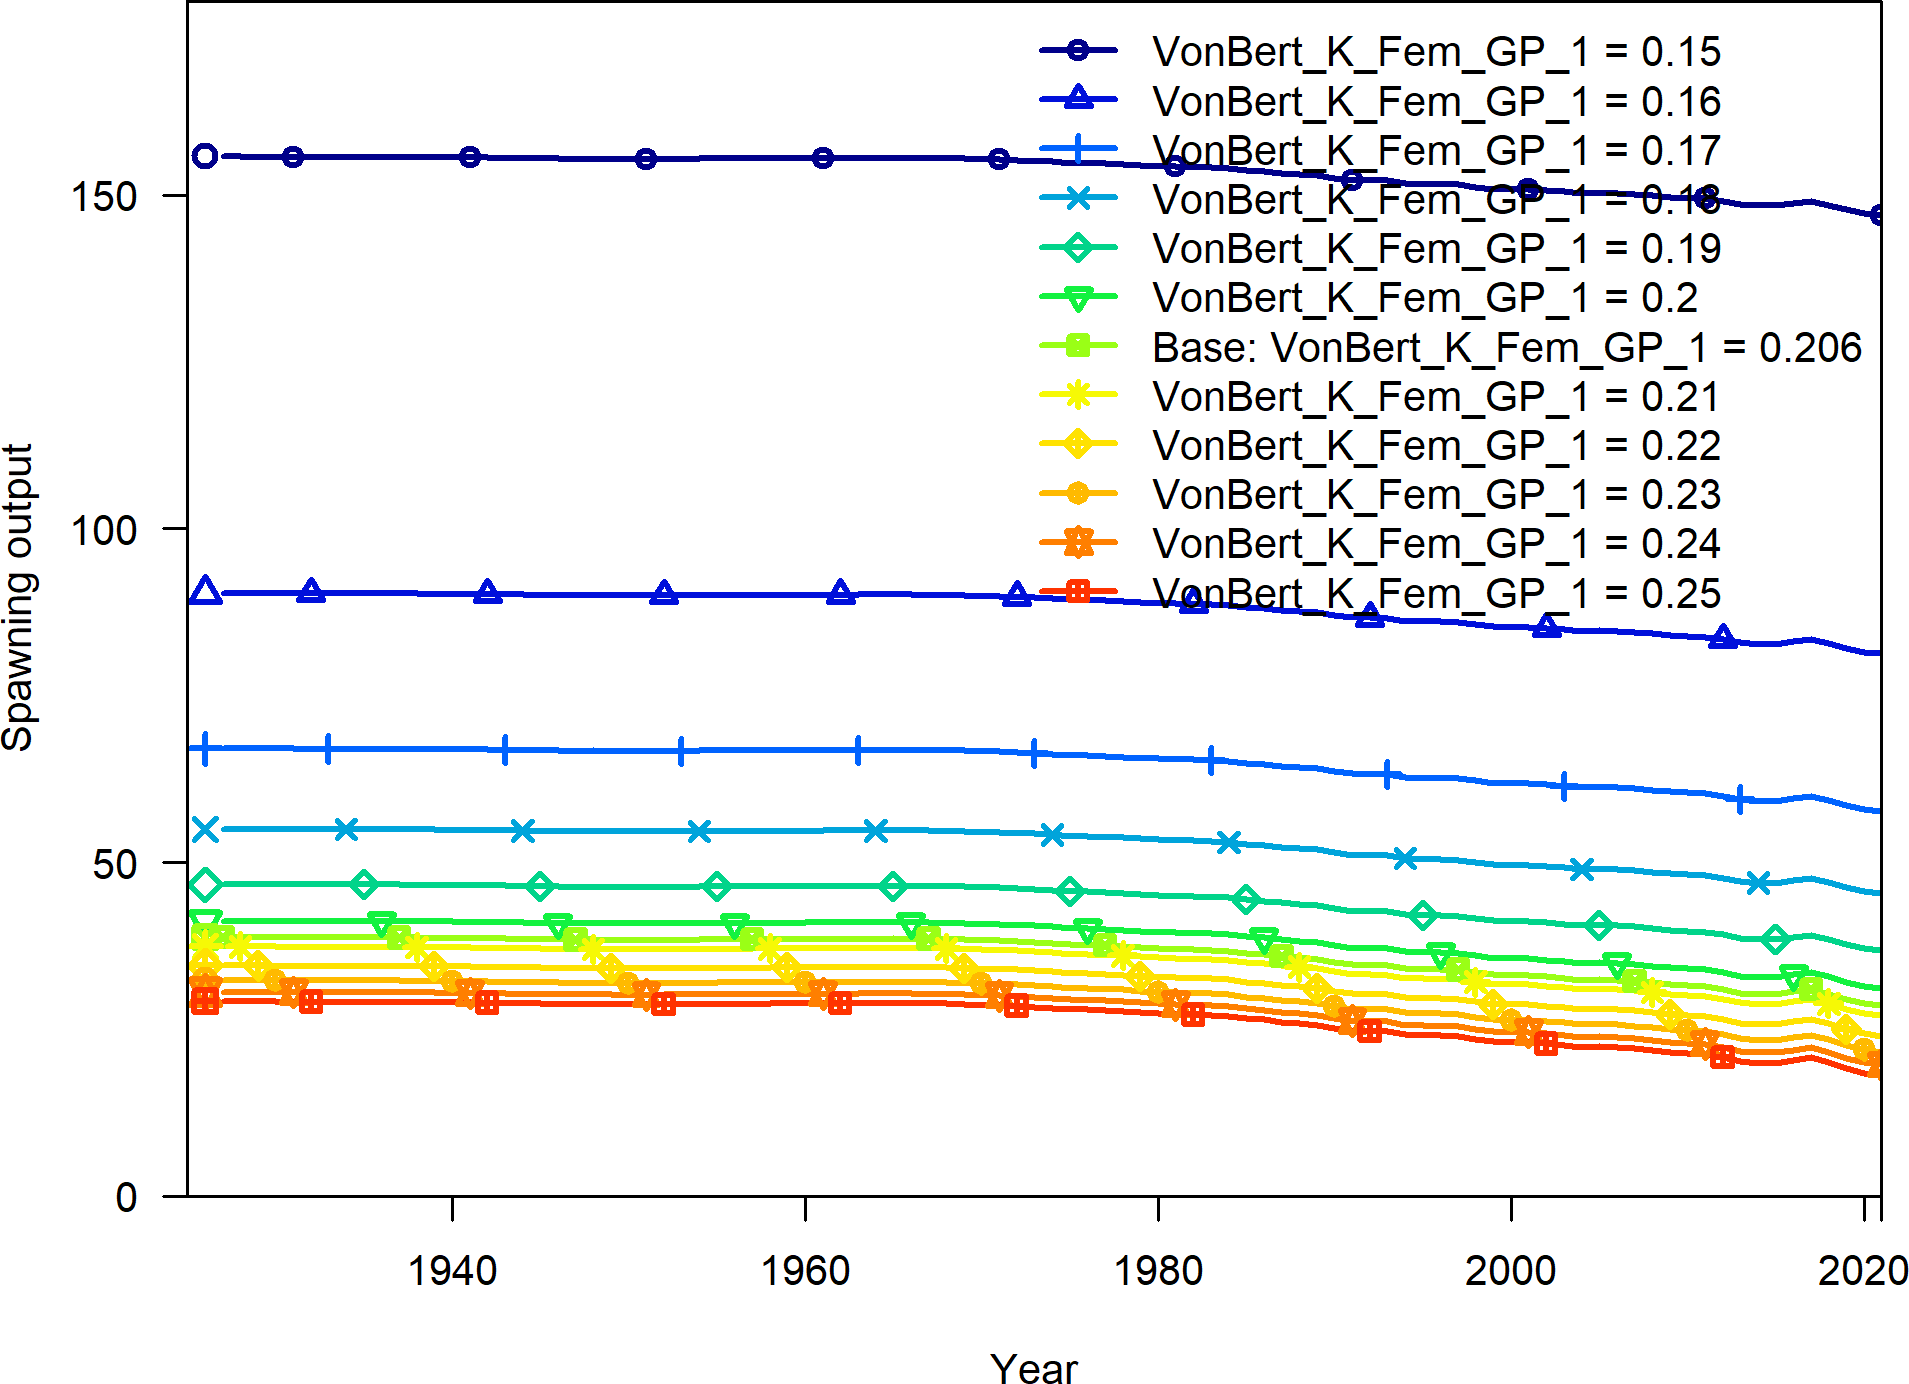 VonBert_K_Fem_GP_1 = 0.15
VonBert_K_Fem_GP_1 = 0.16
VonBert_K_Fem_GP_1 = 0.17
VonBert_K_Fem_GP_1 = 0.18
VonBert_K_Fem_GP_1 = 0.19
VonBert_K_Fem_GP_1 = 0.2
Base: VonBert_K_Fem_GP_1 = 0.206
VonBert_K_Fem_GP_1 = 0.21
VonBert_K_Fem_GP_1 = 0.22
VonBert_K_Fem_GP_1 = 0.23
VonBert_K_Fem_GP_1 = 0.24
VonBert_K_Fem_GP_1 = 0.25
Spawning output
150
100
50
0
1940 1960 1980 2000 2020
Year